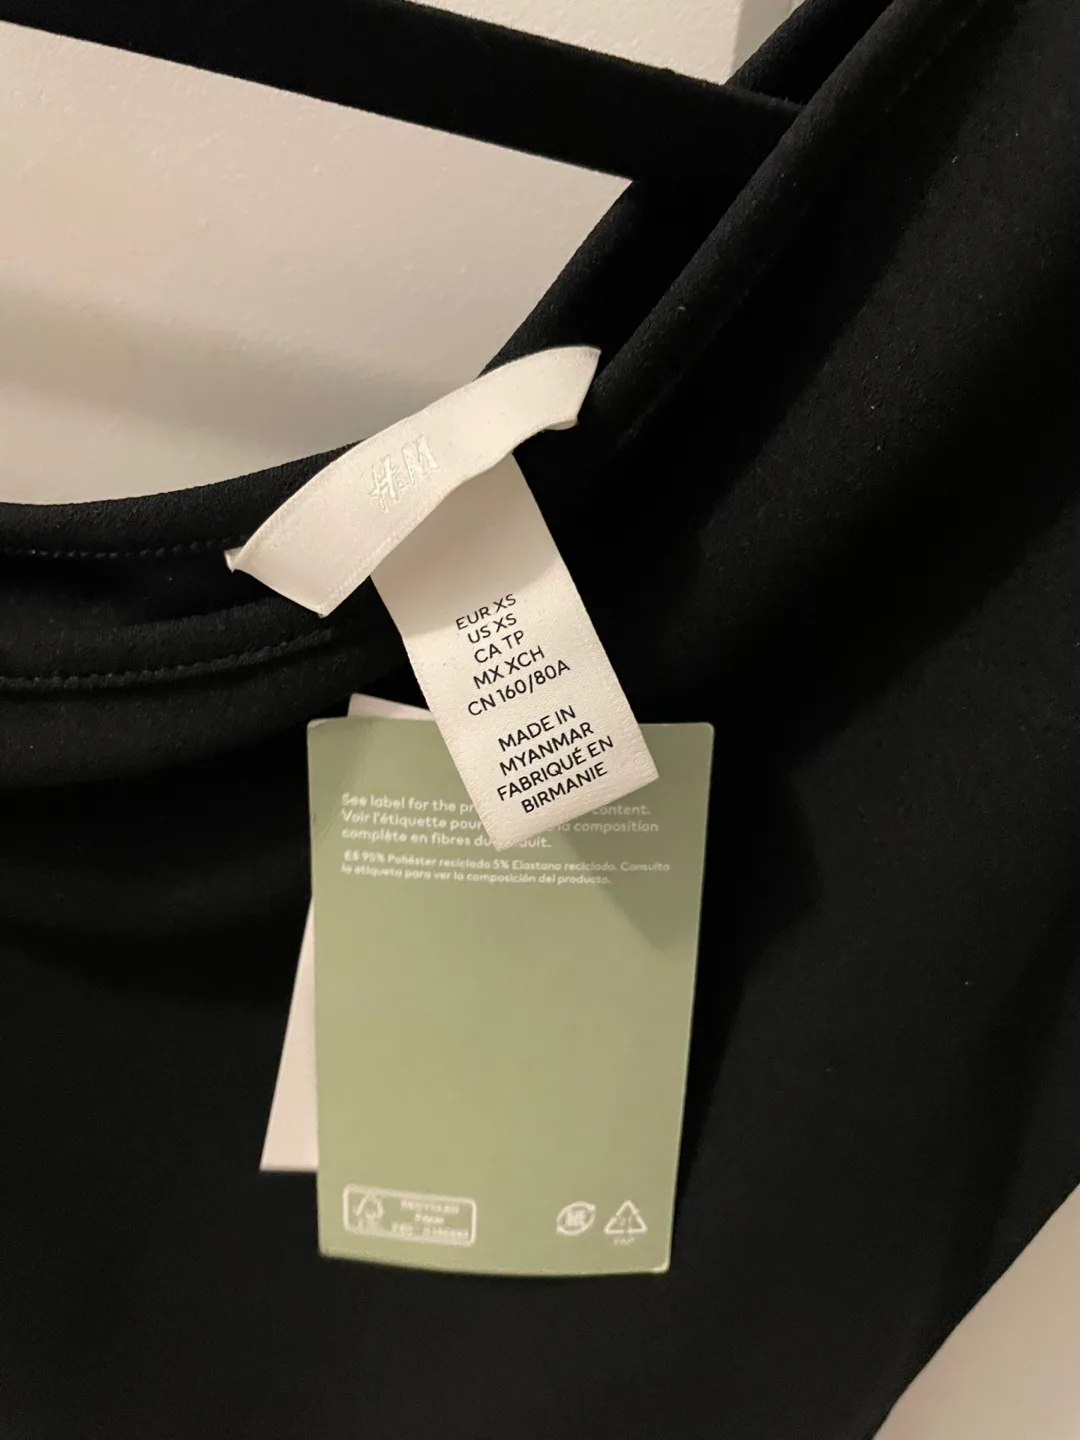 H&M
EUR XS
US XS
CA TP
MX XCH
CN 160/80A
MADE IN
MYANMAR
FABRIQUÉ EN
BIRMANIE
See label for the content.
Voir l'étiquette pour la composition
complète en fibres du
ES 95% Poliéster reciclado 5% Elastano reciclado. Consulta
la etiqueta para ver la composición del producto.
21
PAP